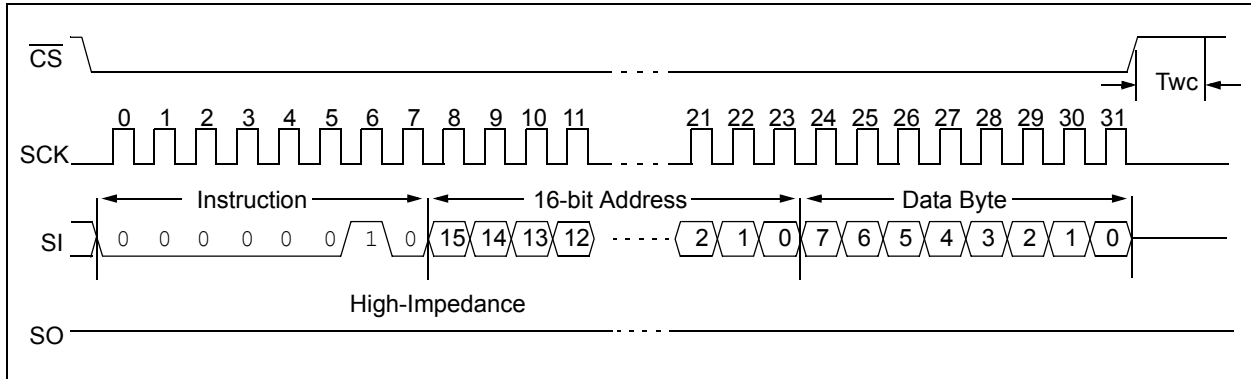 CS
Twc
0 1 2 3 4 5 6 7 8 9 10 11 21 22 23 24 25 26 27 28 29 30 31
SCK
Instruction 16-bit Address Data Byte
SI 0 0 0 0 0 0 1 0 15 14 13 12 2 1 0 7 6 5 4 3 2 1 0
High-Impedance
SO